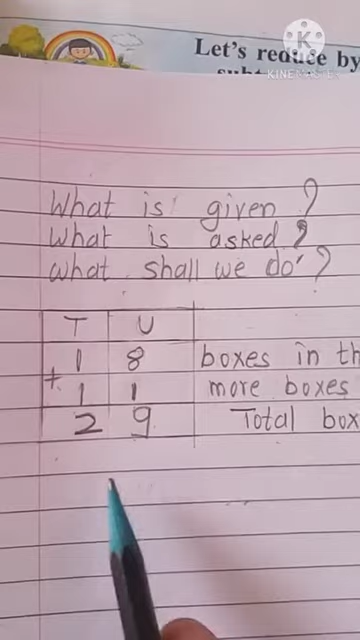 Let's reduce by
KINEMASTER
What is given?
What is asked?
what shall we do?
T U
1 8 boxes in th
+ 1 1 more boxes
2 9 Total box